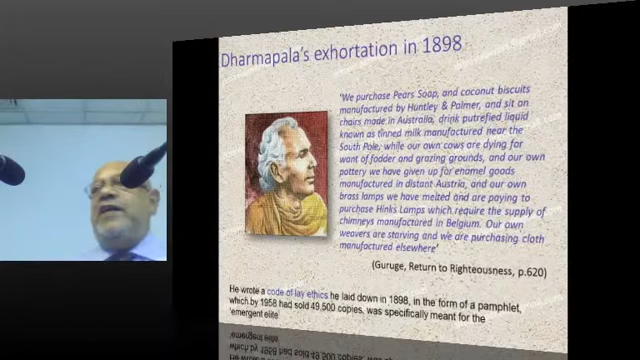 Dharmapala's exhortation in 1898
'We purchase Pears Soap, and coconut biscuits
manufactured by Huntley & Palmer, and sit on
chairs made in Australia, drink putrefied liquid
known as tinned milk manufactured near the
South Pole, while our own cows are dying for
want of fodder and grazing grounds, and our own
pottery we have given up for enamel goods
manufactured in distant Austria, and our own
brass lamps we have melted and are paying to
purchase Hinks Lamps which require the supply of
chimneys manufactured in Belgium. Our own
weavers are starving and we are purchasing cloth
manufactured elsewhere'
(Guruge, Return to Righteousness, p.620)
He wrote a code of lay ethics he laid down in 1898, in the form of a pamphlet,
which by 1958 had sold 49,500 copies, was specifically meant for the
'emergent elite